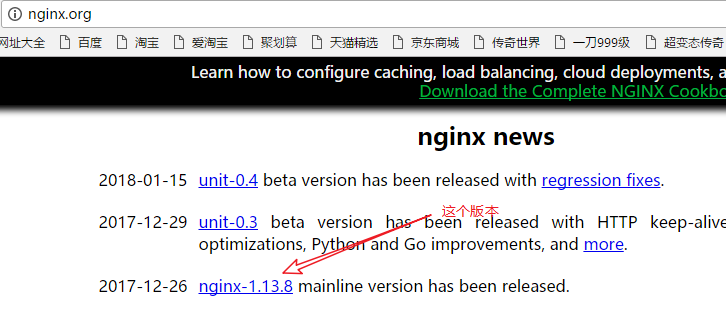 nginx.org
网址大全 百度 淘宝 爱淘宝 聚划算 天猫精选 京东商城 传奇世界 一刀999级 超变态传奇
Learn how to configure caching, load balancing, cloud deployments, a
Download the Complete NGINX Cookbo
nginx news
2018-01-15 unit-0.4 beta version has been released with regression fixes.
这个版本
2017-12-29 unit-0.3 beta version has been released with HTTP keep-alive
optimizations, Python and Go improvements, and more.
2017-12-26 nginx-1.13.8 mainline version has been released.